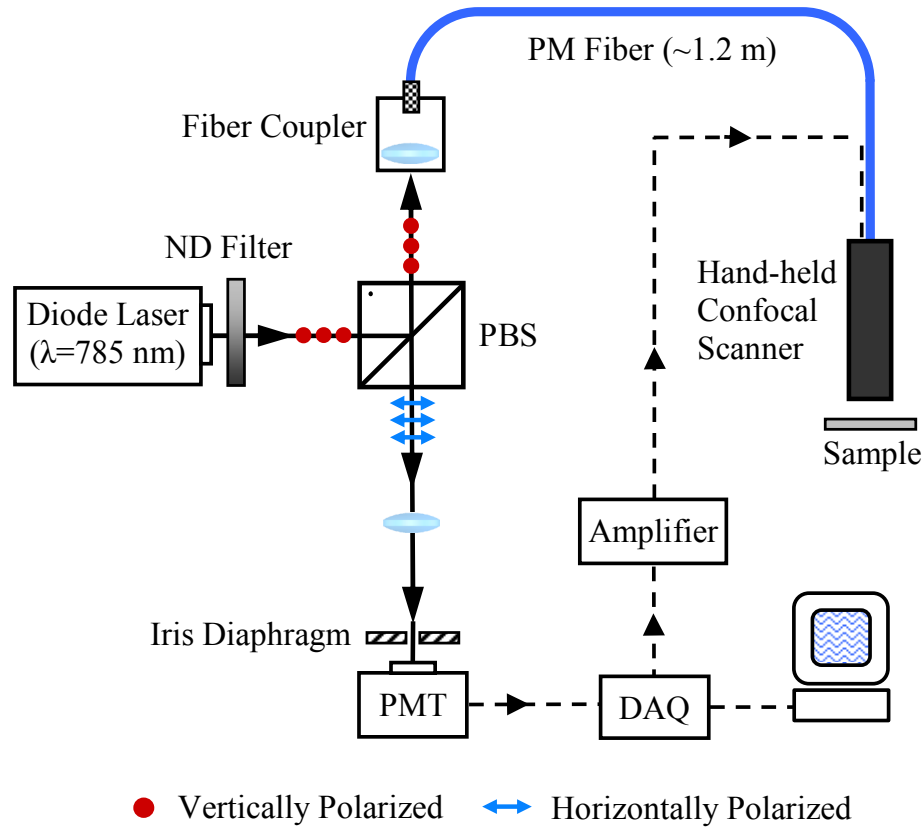 PM Fiber (~1.2 m)
Fiber Coupler
ND Filter
Diode Laser
(λ=785 nm)
PBS
Hand-held
Confocal
Scanner
Sample
Amplifier
Iris Diaphragm
PMT
DAQ
Vertically Polarized
Horizontally Polarized